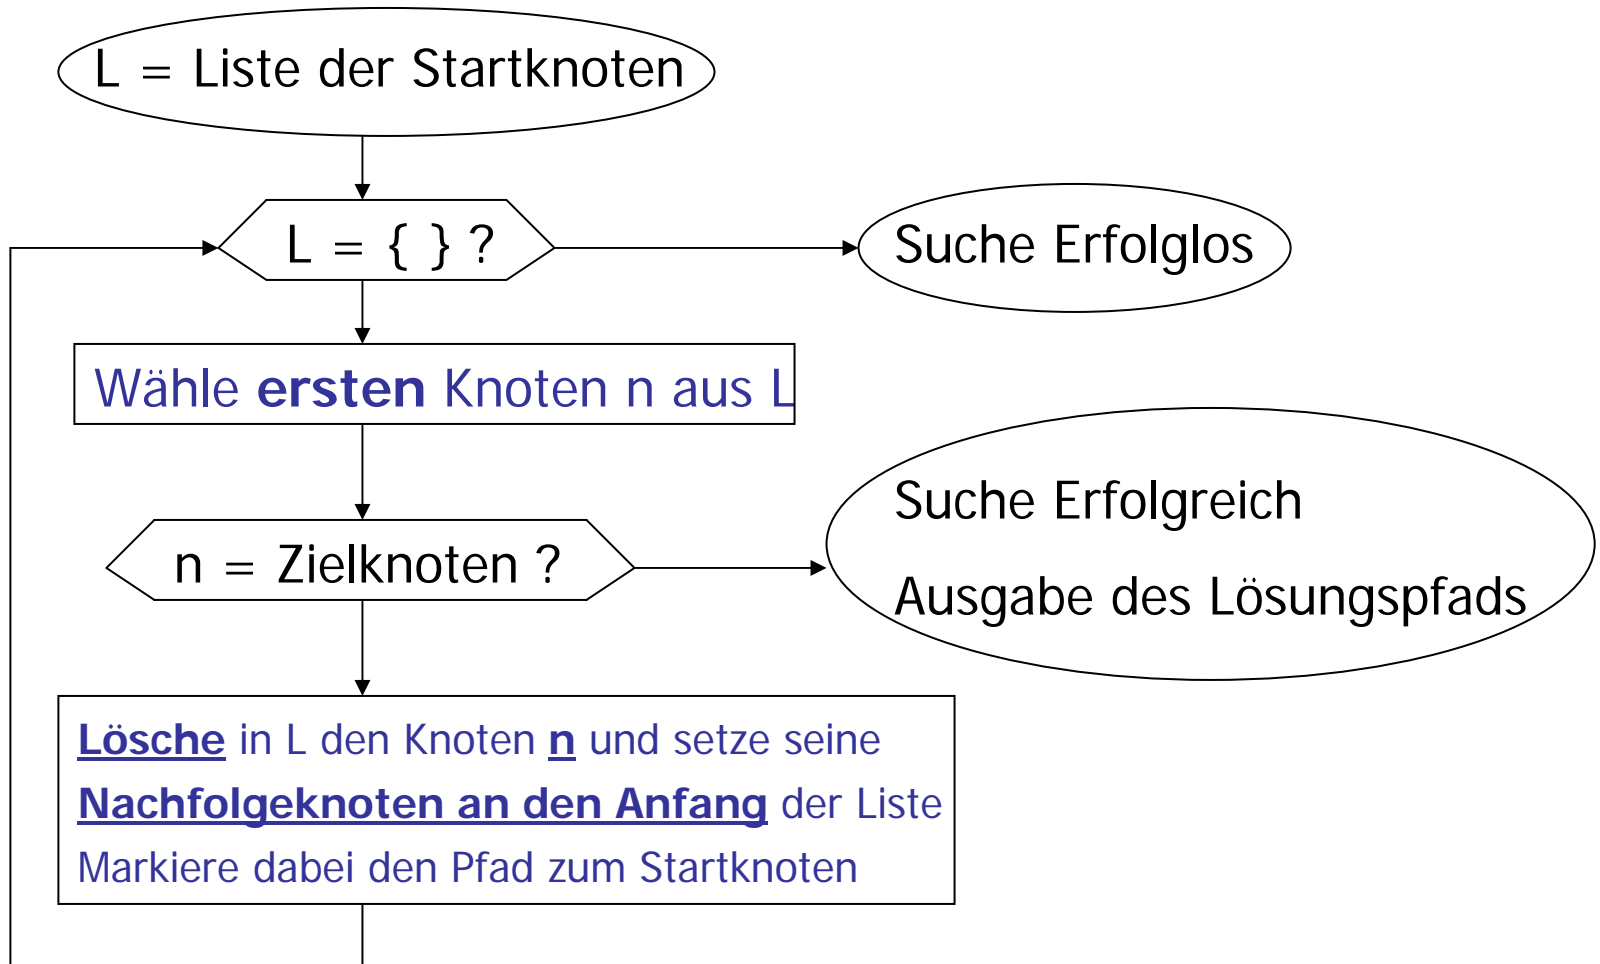 L = Liste der Startknoten
L = { } ?
Suche Erfolglos
Wähle ersten Knoten n aus L
n = Zielknoten ?
Suche Erfolgreich
Ausgabe des Lösungspfads
Lösche in L den Knoten n und setze seine
Nachfolgeknoten an den Anfang der Liste
Markiere dabei den Pfad zum Startknoten